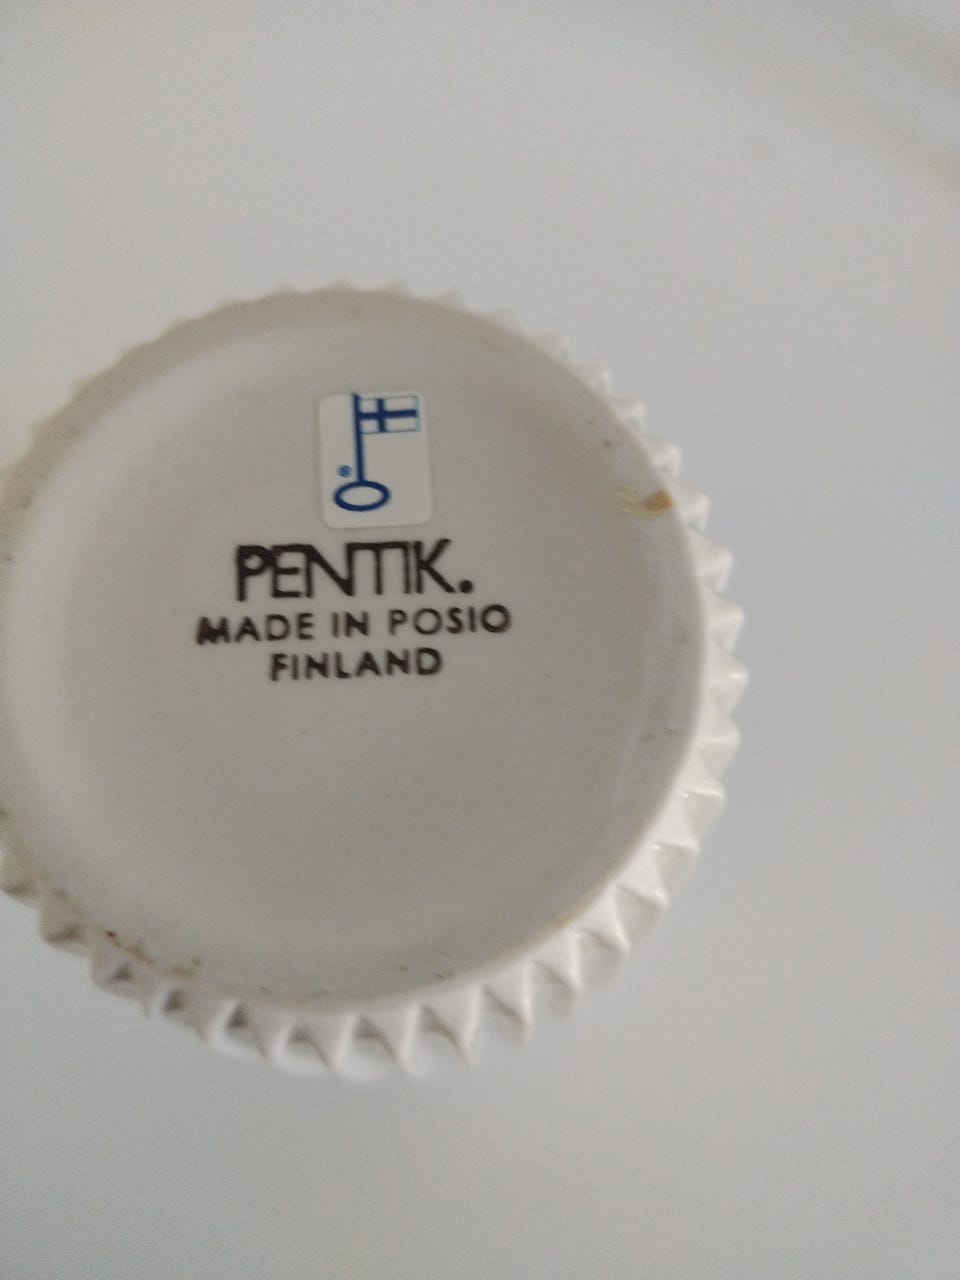 ®
PENTIK.
MADE IN POSIO
FINLAND